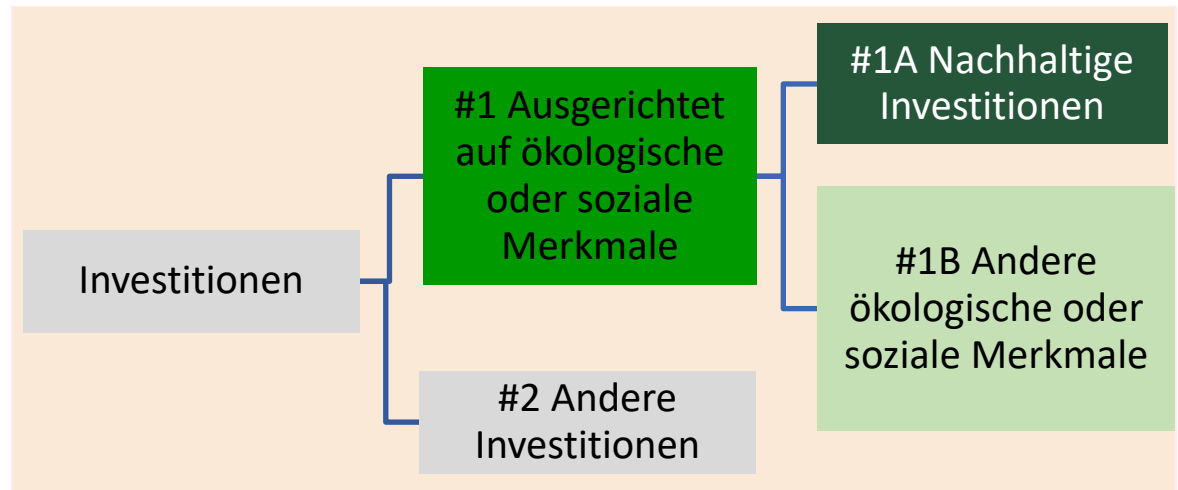 Investitionen
#1 Ausgerichtet
auf ökologische
oder soziale
Merkmale
#2 Andere
Investitionen
#1A Nachhaltige
Investitionen
#1B Andere
ökologische oder
soziale Merkmale